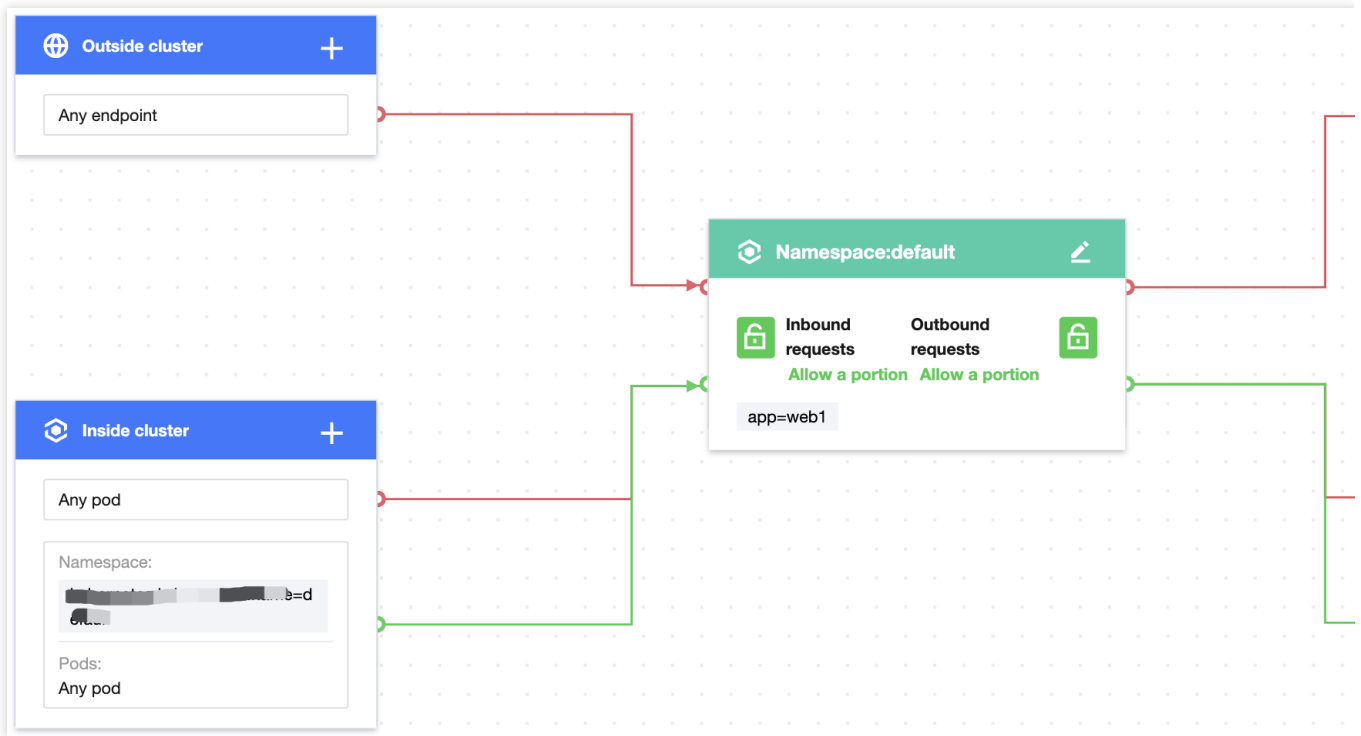 Outside cluster
Any endpoint
Namespace:default
Inbound requests
Outbound requests
Allow a portion
Allow a portion
app=web1
Inside cluster
Any pod
Namespace:
=d
Pods:
Any pod